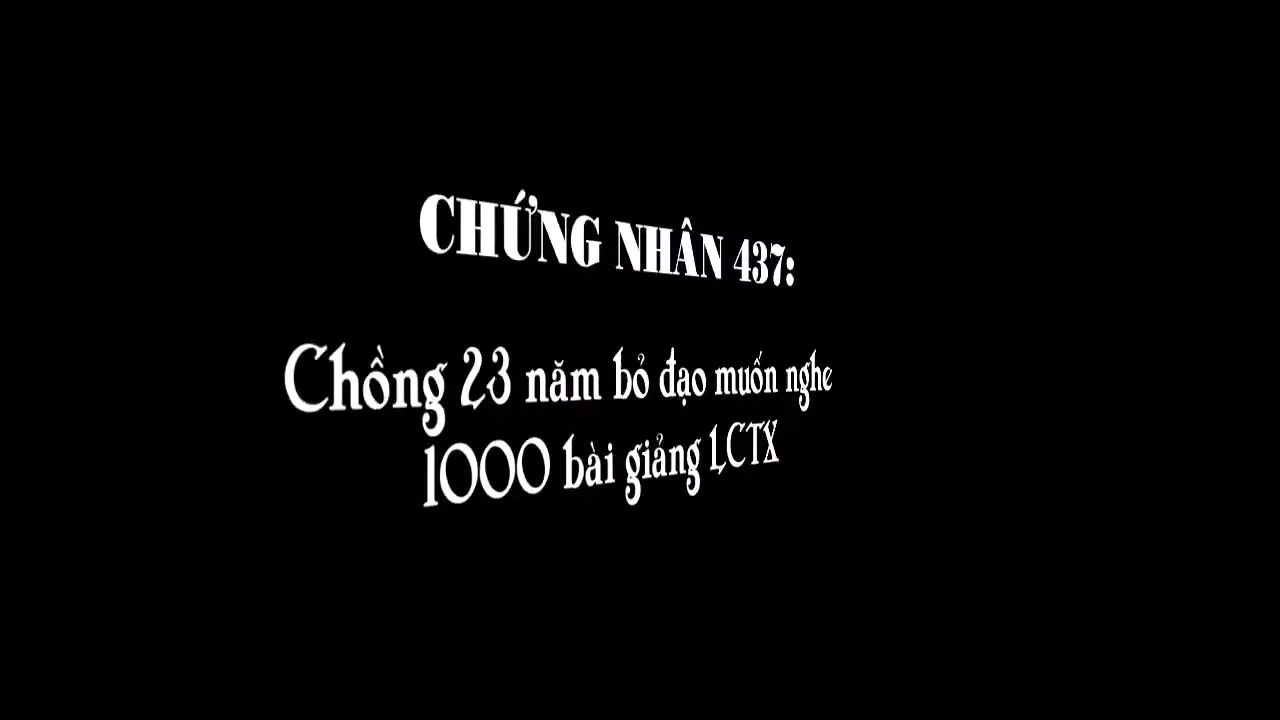 CHỨNG NHÂN 437:
Chồng 23 năm bỏ đạo muốn nghe
1000 bài giảng LCTX